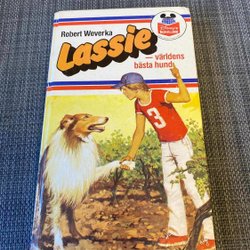 Robert Weverka
Lassie
– världens
bästa hund
3